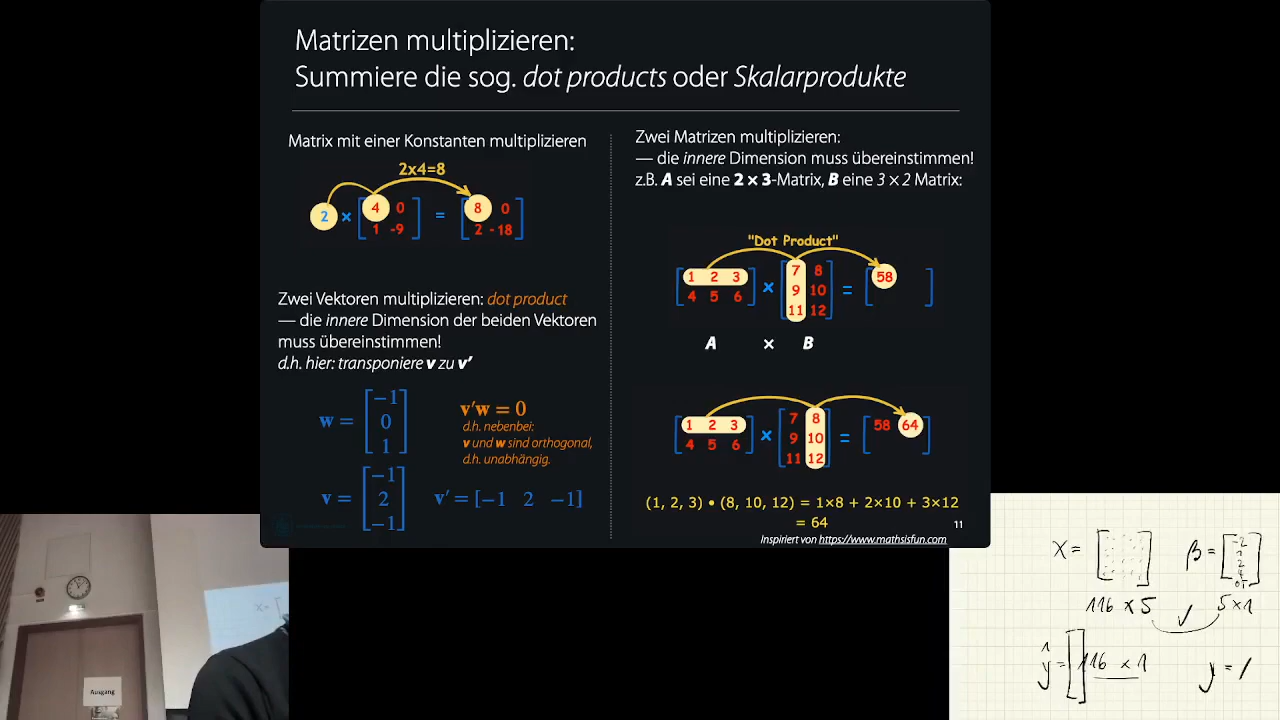 Matrizen multiplizieren:
Summiere die sog. dot products oder Skalarprodukte
Matrix mit einer Konstanten multiplizieren
2x4=8
2 × [4 0] = [8 0]
[1 -9] [2 -18]
Zwei Vektoren multiplizieren: dot product
— die innere Dimension der beiden Vektoren
muss übereinstimmen!
d.h. hier: transponiere v zu v′
w = [−1
0
1]
v′w = 0
d.h. nebenbei:
v und w sind orthogonal,
d.h. unabhängig.
v = [−1
2
−1]
v′ = [−1 2 −1]
Zwei Matrizen multiplizieren:
— die innere Dimension muss übereinstimmen!
z.B. A sei eine 2 × 3-Matrix, B eine 3 × 2 Matrix:
"Dot Product"
[1 2 3] × [7 8] = [58 ]
[4 5 6] [9 10]
[11 12]
A × B
[1 2 3] × [7 8] = [58 64]
[4 5 6] [9 10]
[11 12]
(1, 2, 3) • (8, 10, 12) = 1×8 + 2×10 + 3×12
= 64
11
Inspiriert von https://www.mathsisfun.com
X = β =
116 × 5 ✓ 5 × 1
ŷ = 116 × 1
y =
Ausgang